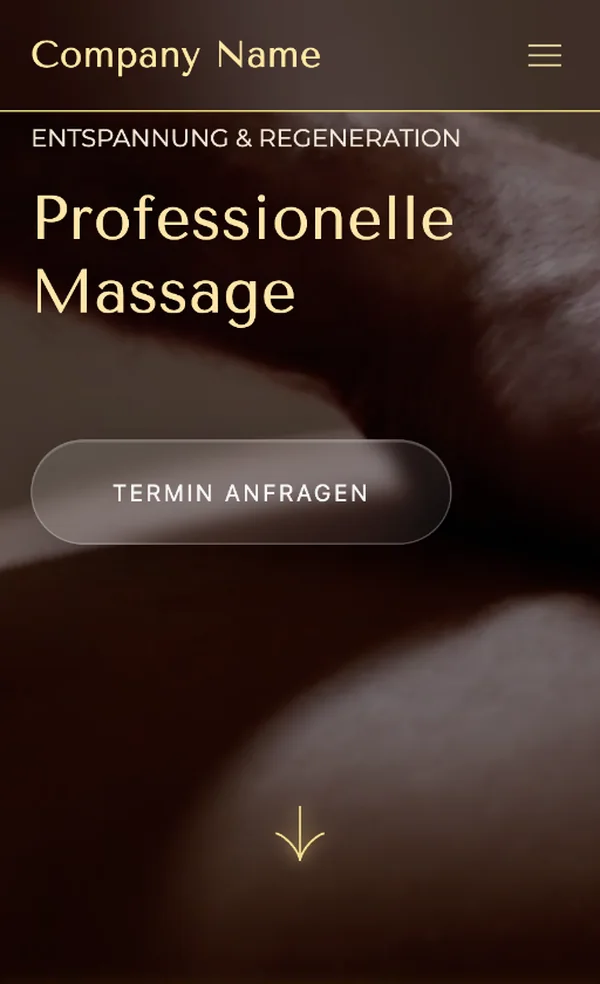 Company Name
ENTSPANNUNG & REGENERATION
Professionelle
Massage
TERMIN ANFRAGEN